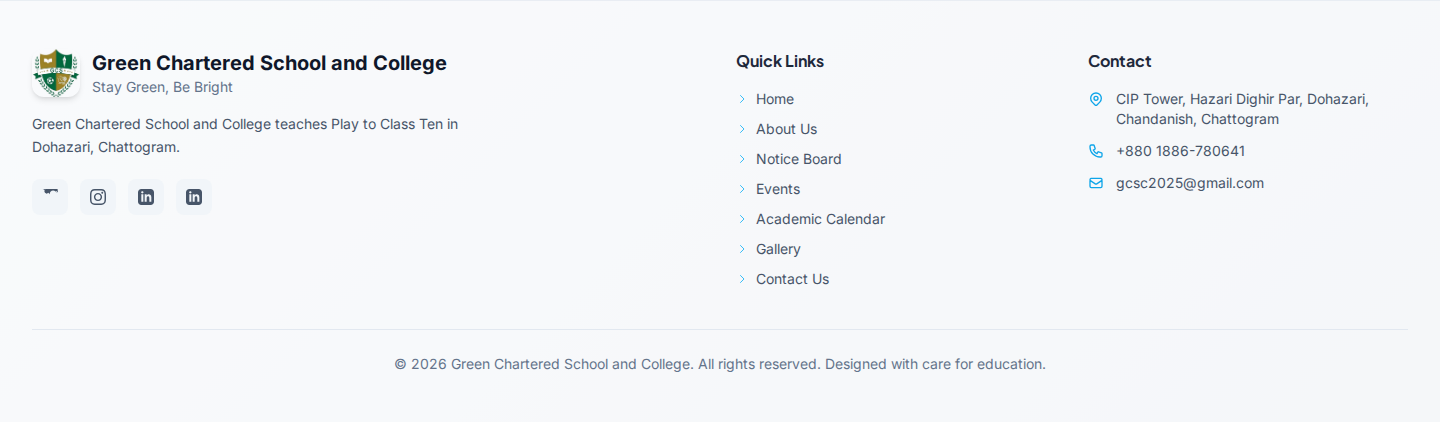 Green Chartered School and College
Stay Green, Be Bright
Green Chartered School and College teaches Play to Class Ten in
Dohazari, Chattogram.
Quick Links
Home
About Us
Notice Board
Events
Academic Calendar
Gallery
Contact Us
Contact
CIP Tower, Hazari Dighir Par, Dohazari,
Chandanish, Chattogram
+880 1886-780641
gcsc2025@gmail.com
© 2026 Green Chartered School and College. All rights reserved. Designed with care for education.